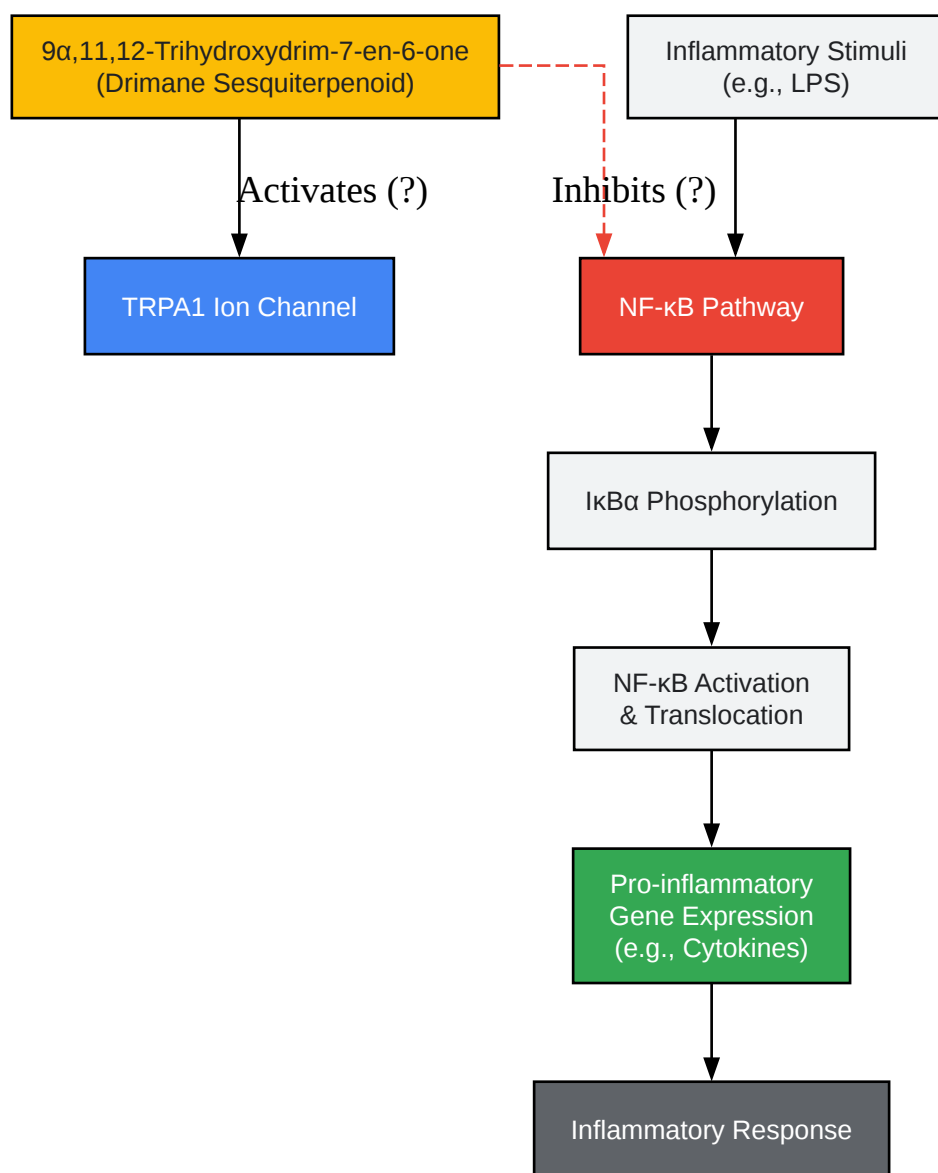 9α,11,12-Trihydroxydrim-7-en-6-one
(Drimane Sesquiterpenoid)
Inflammatory Stimuli
(e.g., LPS)
Activates (?)
Inhibits (?)
TRPA1 Ion Channel
NF-κB Pathway
IκBα Phosphorylation
NF-κB Activation
& Translocation
Pro-inflammatory
Gene Expression
(e.g., Cytokines)
Inflammatory Response